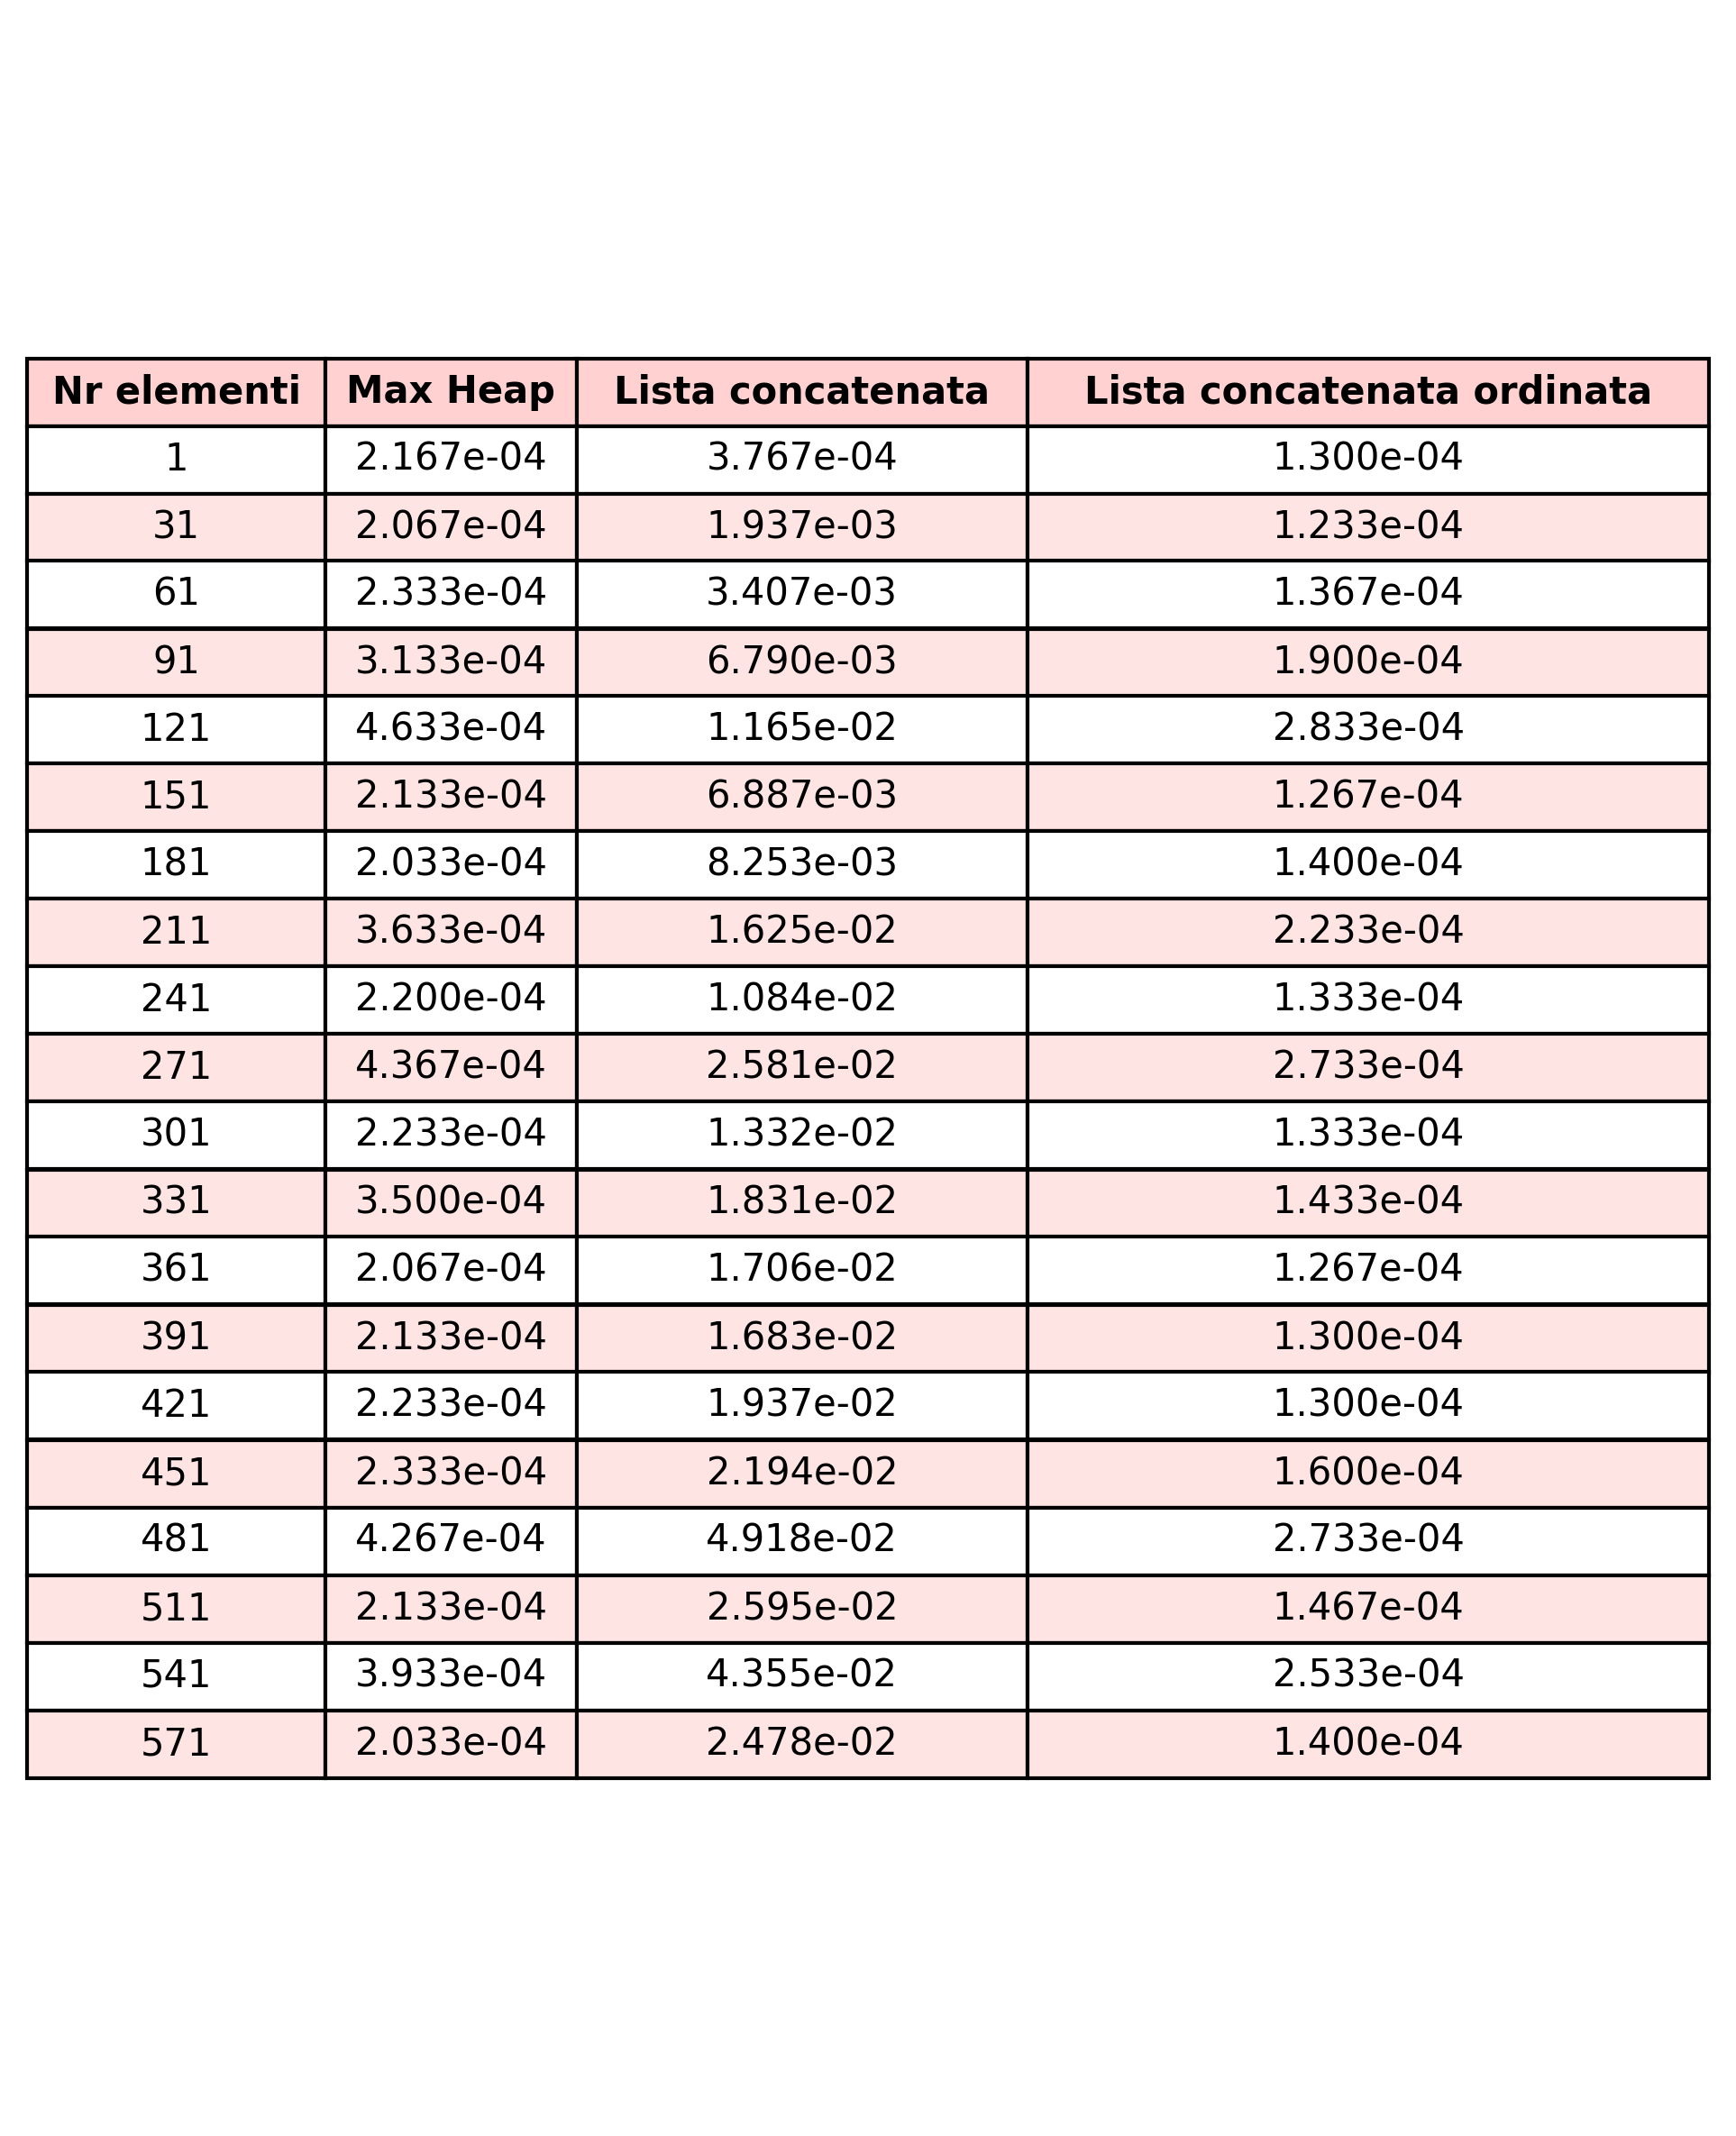 Nr elementi Max Heap Lista concatenata Lista concatenata ordinata
1 2.167e-04 3.767e-04 1.300e-04
31 2.067e-04 1.937e-03 1.233e-04
61 2.333e-04 3.407e-03 1.367e-04
91 3.133e-04 6.790e-03 1.900e-04
121 4.633e-04 1.165e-02 2.833e-04
151 2.133e-04 6.887e-03 1.267e-04
181 2.033e-04 8.253e-03 1.400e-04
211 3.633e-04 1.625e-02 2.233e-04
241 2.200e-04 1.084e-02 1.333e-04
271 4.367e-04 2.581e-02 2.733e-04
301 2.233e-04 1.332e-02 1.333e-04
331 3.500e-04 1.831e-02 1.433e-04
361 2.067e-04 1.706e-02 1.267e-04
391 2.133e-04 1.683e-02 1.300e-04
421 2.233e-04 1.937e-02 1.300e-04
451 2.333e-04 2.194e-02 1.600e-04
481 4.267e-04 4.918e-02 2.733e-04
511 2.133e-04 2.595e-02 1.467e-04
541 3.933e-04 4.355e-02 2.533e-04
571 2.033e-04 2.478e-02 1.400e-04